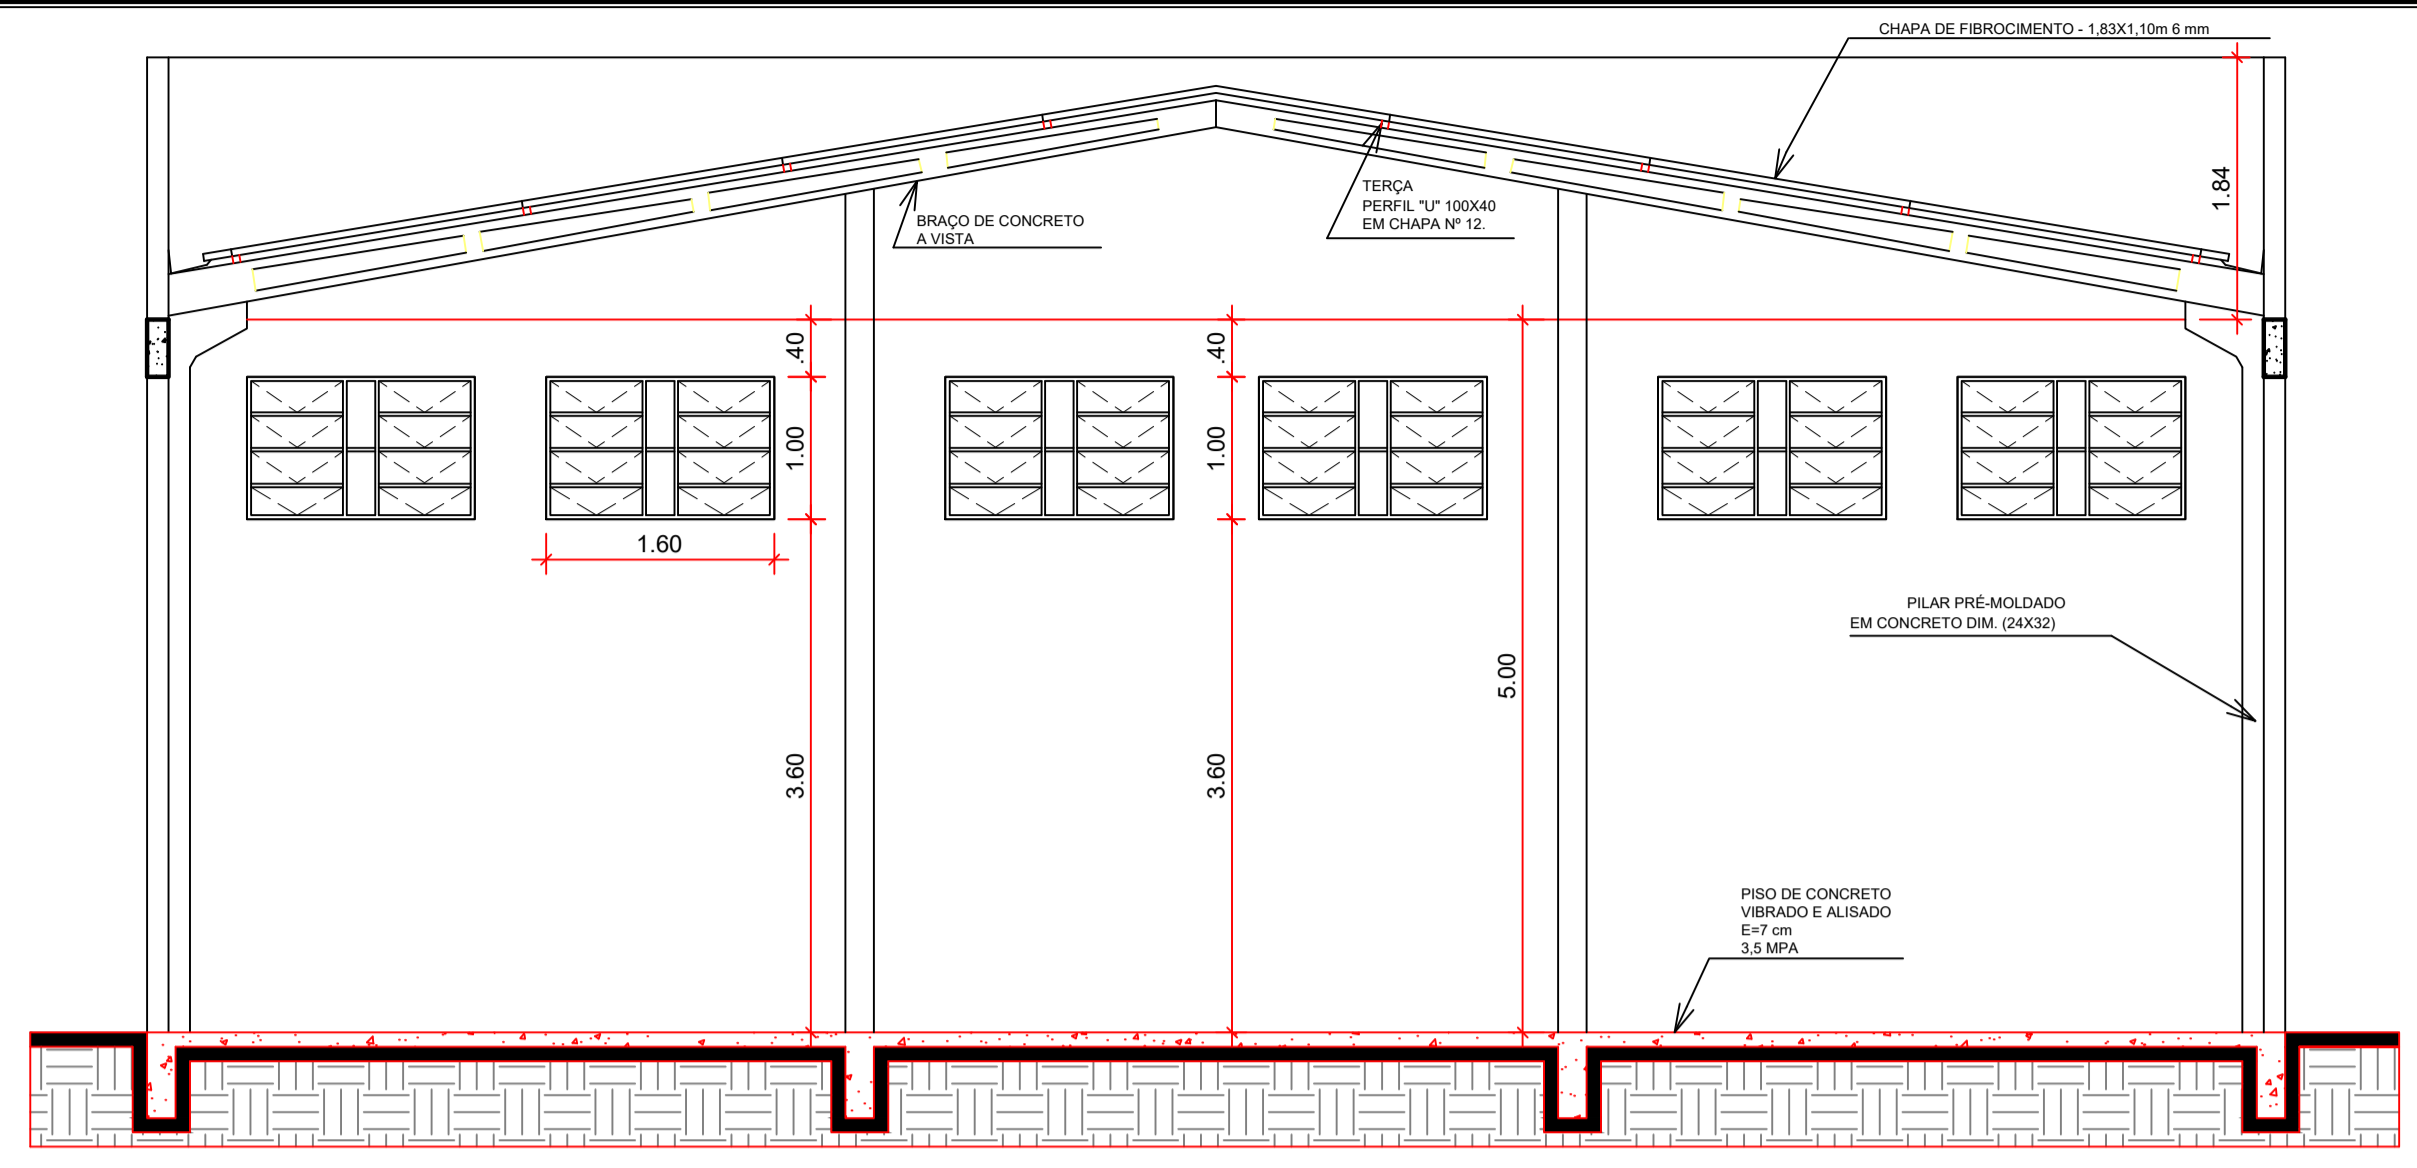 CHAPA DE FIBROCIMENTO - 1,83X1,10m 6 mm
1.84
TERÇA
PERFIL "U" 100X40
EM CHAPA Nº 12.
BRAÇO DE CONCRETO
A VISTA
.40
.40
1.00
1.00
1.60
PILAR PRÉ-MOLDADO
EM CONCRETO DIM. (24X32)
5.00
3.60
3.60
PISO DE CONCRETO
VIBRADO E ALISADO
E=7 cm
3,5 MPA